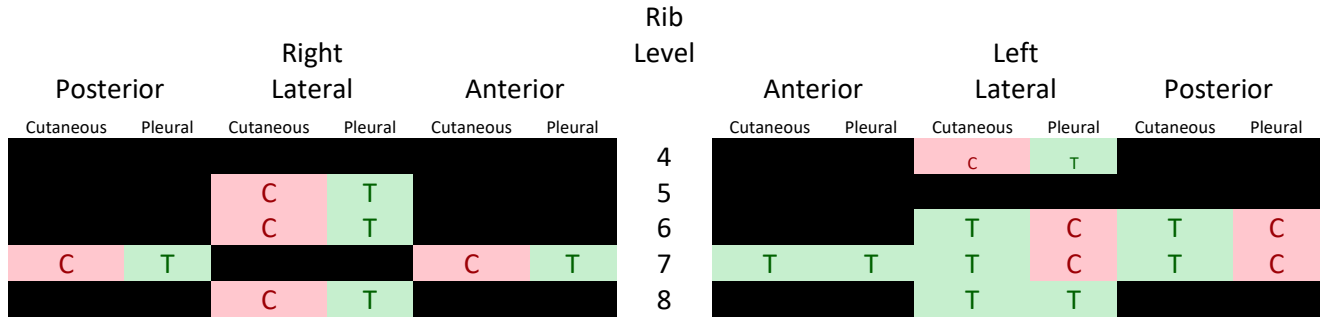 Rib
Right Level Left
Posterior Lateral Anterior Anterior Lateral Posterior
Cutaneous Pleural Cutaneous Pleural Cutaneous Pleural Cutaneous Pleural Cutaneous Pleural Cutaneous Pleural
4 C T
C T 5
C T 6 T C T C
C T C T 7 T T T C T C
C T 8 T T